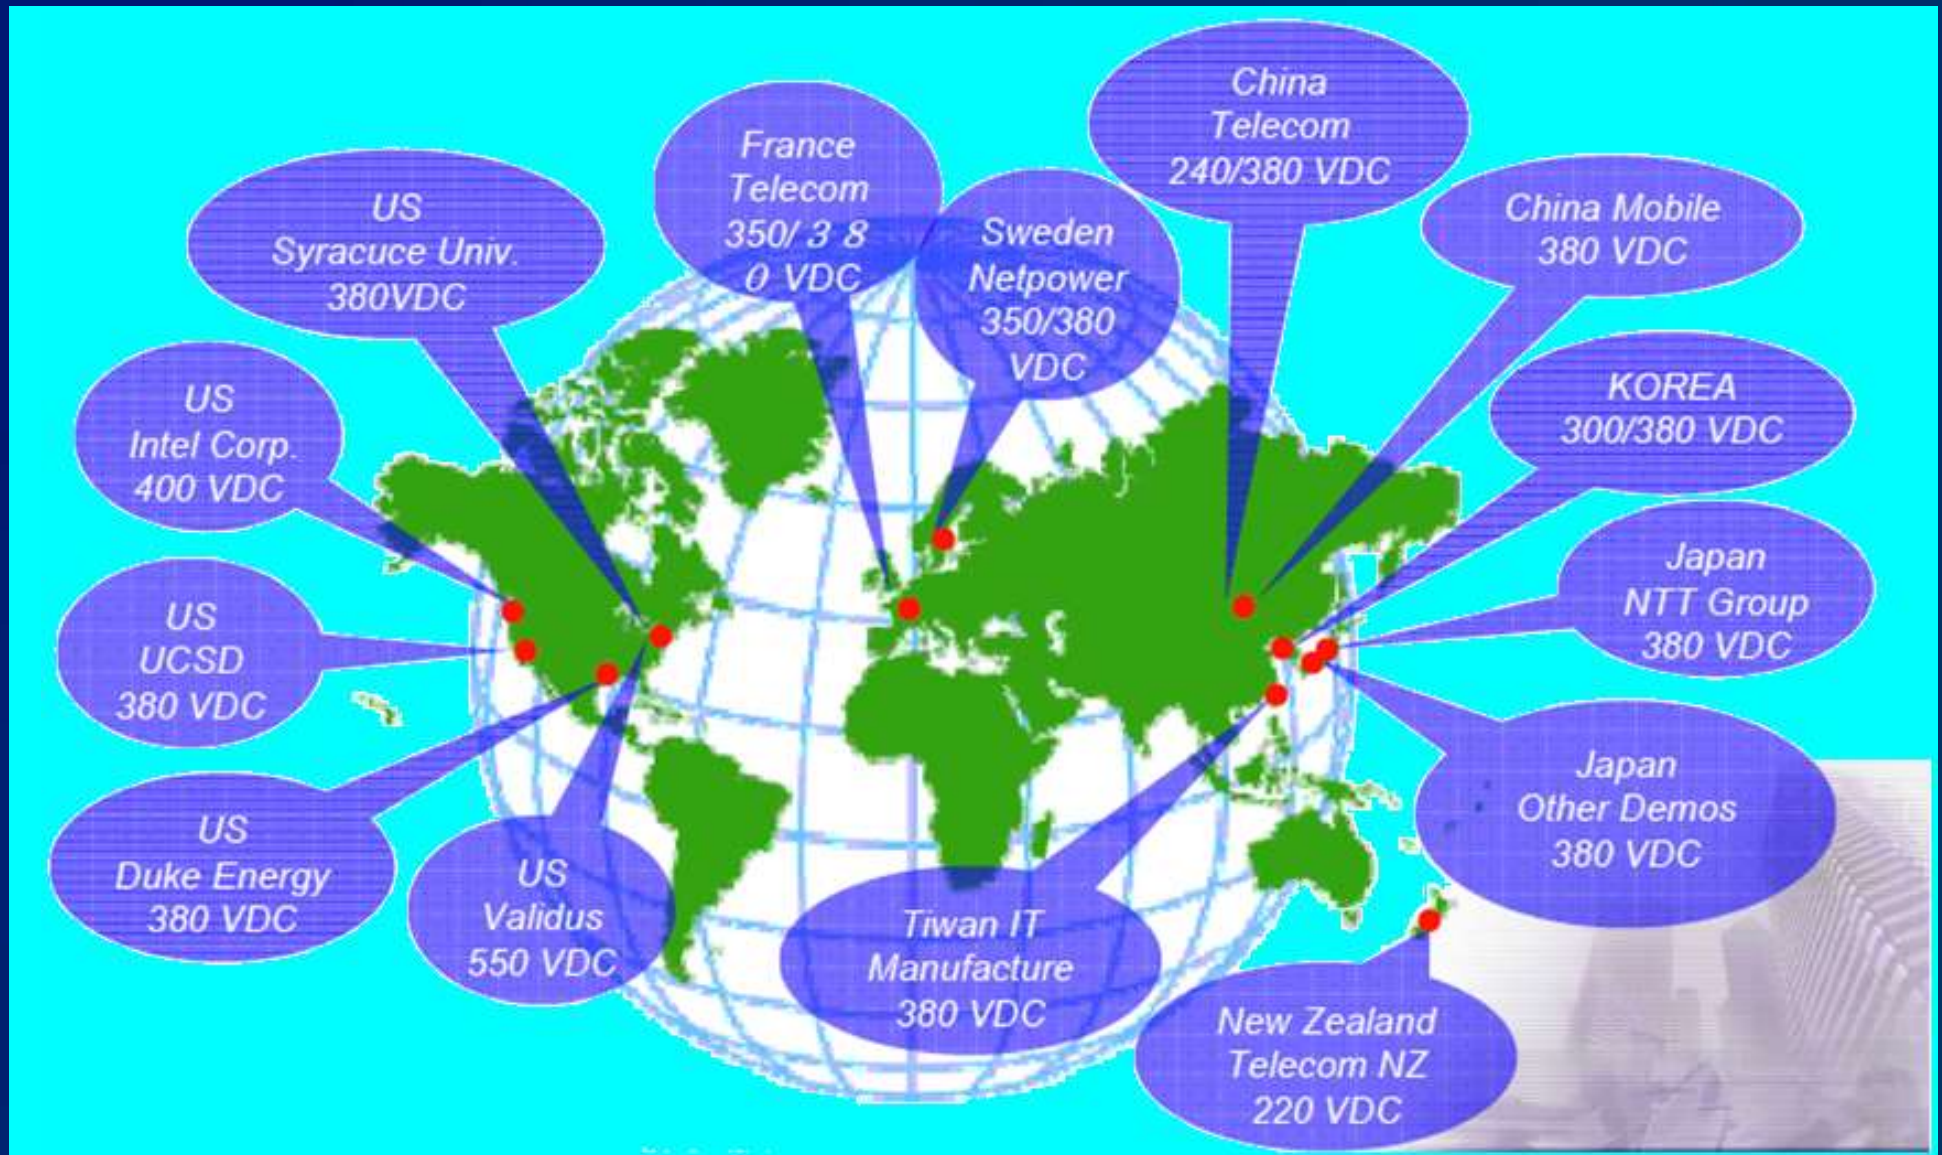 US
Syracuce Univ.
380VDC
France
Telecom
350/３８
０ VDC
Sweden
Netpower
350/380
VDC
China
Telecom
240/380 VDC
China Mobile
380 VDC
US
Intel Corp.
400 VDC
KOREA
300/380 VDC
US
UCSD
380 VDC
Japan
NTT Group
380 VDC
US
Duke Energy
380 VDC
US
Validus
550 VDC
Tiwan IT
Manufacture
380 VDC
Japan
Other Demos
380 VDC
New Zealand
Telecom NZ
220 VDC